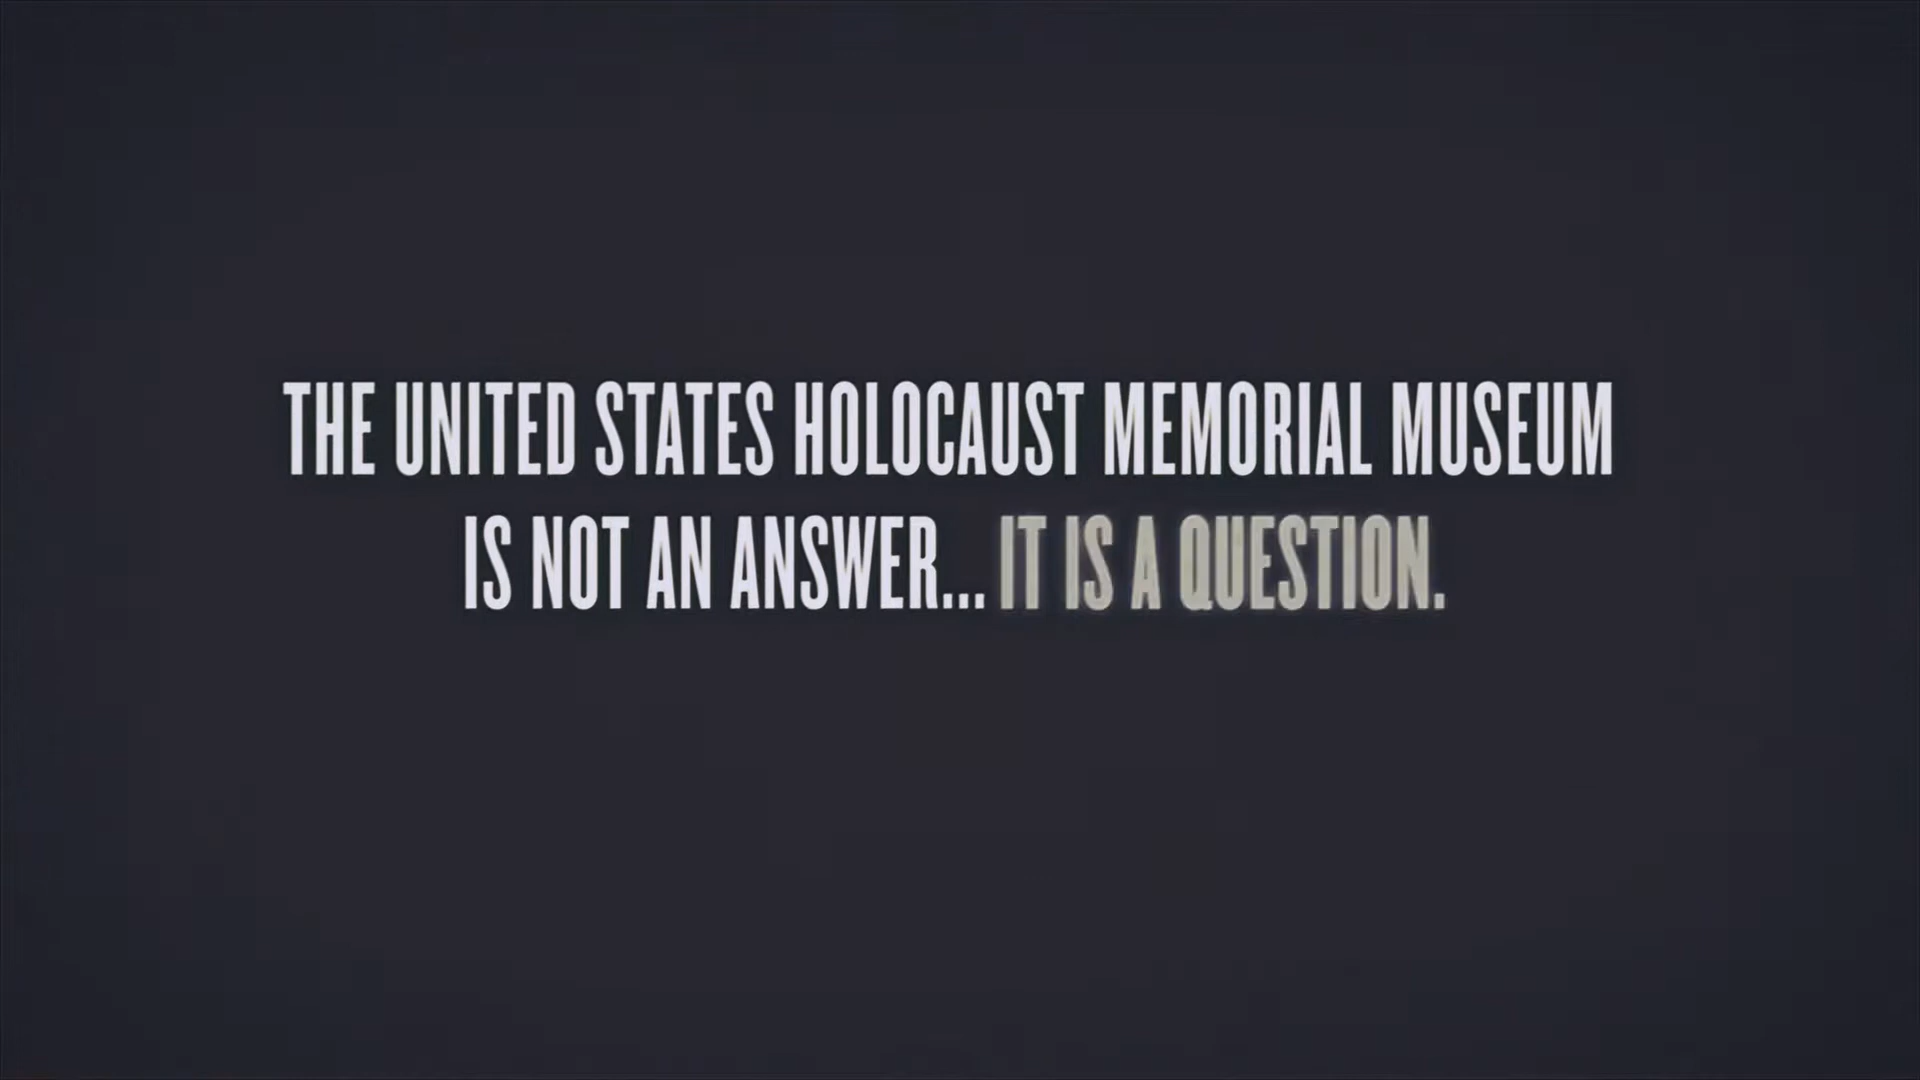 THE UNITED STATES HOLOCAUST MEMORIAL MUSEUM
IS NOT AN ANSWER... IT IS A QUESTION.